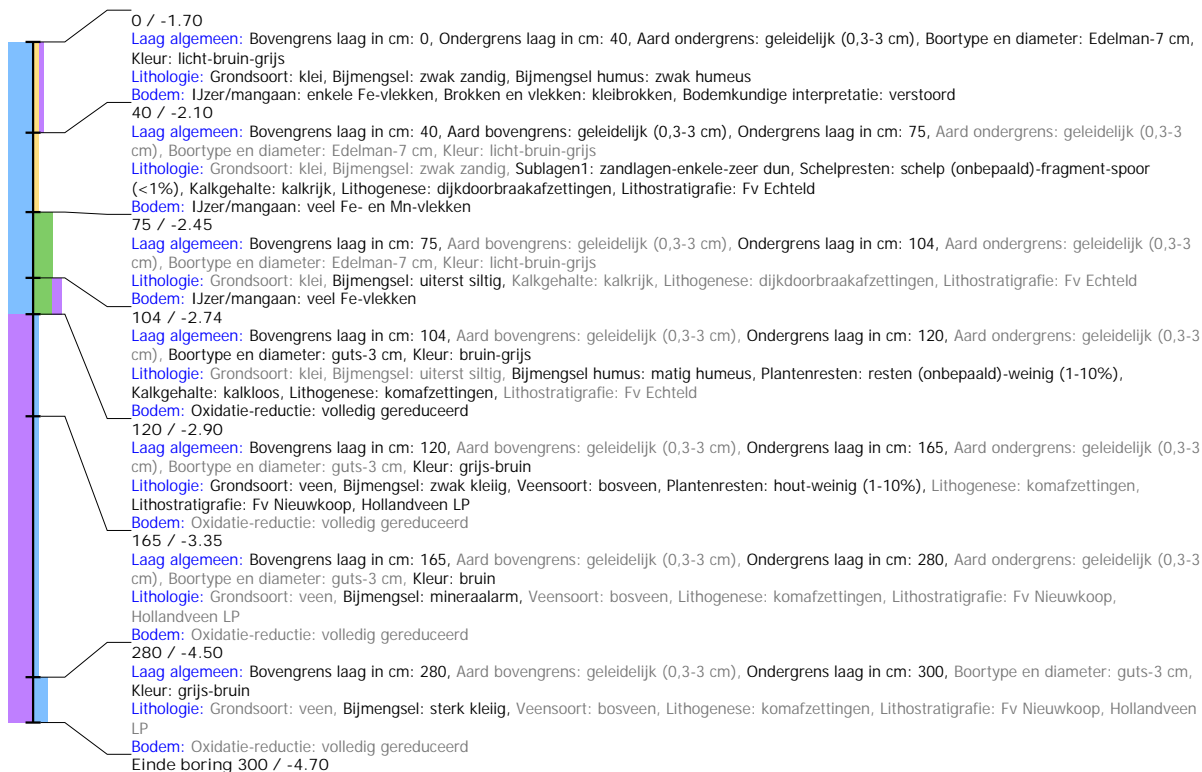 0 / -1.70
Laag algemeen: Bovengrens laag in cm: 0, Ondergrens laag in cm: 40, Aard ondergrens: geleidelijk (0,3-3 cm), Boortype en diameter: Edelman-7 cm,
Kleur: licht-bruin-grijs
Lithologie: Grondsoort: klei, Bijmengsel: zwak zandig, Bijmengsel humus: zwak humeus
Bodem: IJzer/mangaan: enkele Fe-vlekken, Brokken en vlekken: kleibrokken, Bodemkundige interpretatie: verstoord
40 / -2.10
Laag algemeen: Bovengrens laag in cm: 40, Aard bovengrens: geleidelijk (0,3-3 cm), Ondergrens laag in cm: 75, Aard ondergrens: geleidelijk (0,3-3
cm), Boortype en diameter: Edelman-7 cm, Kleur: licht-bruin-grijs
Lithologie: Grondsoort: klei, Bijmengsel: zwak zandig, Sublagen1: zandlagen-enkele-zeer dun, Schelpresten: schelp (onbepaald)-fragment-spoor
(<1%), Kalkgehalte: kalkrijk, Lithogenese: dijkdoorbraakafzettingen, Lithostratigrafie: Fv Echteld
Bodem: IJzer/mangaan: veel Fe- en Mn-vlekken
75 / -2.45
Laag algemeen: Bovengrens laag in cm: 75, Aard bovengrens: geleidelijk (0,3-3 cm), Ondergrens laag in cm: 104, Aard ondergrens: geleidelijk (0,3-3
cm), Boortype en diameter: Edelman-7 cm, Kleur: licht-bruin-grijs
Lithologie: Grondsoort: klei, Bijmengsel: uiterst siltig, Kalkgehalte: kalkrijk, Lithogenese: dijkdoorbraakafzettingen, Lithostratigrafie: Fv Echteld
Bodem: IJzer/mangaan: veel Fe-vlekken
104 / -2.74
Laag algemeen: Bovengrens laag in cm: 104, Aard bovengrens: geleidelijk (0,3-3 cm), Ondergrens laag in cm: 120, Aard ondergrens: geleidelijk (0,3-3
cm), Boortype en diameter: guts-3 cm, Kleur: bruin-grijs
Lithologie: Grondsoort: klei, Bijmengsel: uiterst siltig, Bijmengsel humus: matig humeus, Plantenresten: resten (onbepaald)-weinig (1-10%),
Kalkgehalte: kalkloos, Lithogenese: komafzettingen, Lithostratigrafie: Fv Echteld
Bodem: Oxidatie-reductie: volledig gereduceerd
120 / -2.90
Laag algemeen: Bovengrens laag in cm: 120, Aard bovengrens: geleidelijk (0,3-3 cm), Ondergrens laag in cm: 165, Aard ondergrens: geleidelijk (0,3-3
cm), Boortype en diameter: guts-3 cm, Kleur: grijs-bruin
Lithologie: Grondsoort: veen, Bijmengsel: zwak kleiig, Veensoort: bosveen, Plantenresten: hout-weinig (1-10%), Lithogenese: komafzettingen,
Lithostratigrafie: Fv Nieuwkoop, Hollandveen LP
Bodem: Oxidatie-reductie: volledig gereduceerd
165 / -3.35
Laag algemeen: Bovengrens laag in cm: 165, Aard bovengrens: geleidelijk (0,3-3 cm), Ondergrens laag in cm: 280, Aard ondergrens: geleidelijk (0,3-3
cm), Boortype en diameter: guts-3 cm, Kleur: bruin
Lithologie: Grondsoort: veen, Bijmengsel: mineraalarm, Veensoort: bosveen, Lithogenese: komafzettingen, Lithostratigrafie: Fv Nieuwkoop,
Hollandveen LP
Bodem: Oxidatie-reductie: volledig gereduceerd
280 / -4.50
Laag algemeen: Bovengrens laag in cm: 280, Aard bovengrens: geleidelijk (0,3-3 cm), Ondergrens laag in cm: 300, Boortype en diameter: guts-3 cm,
Kleur: grijs-bruin
Lithologie: Grondsoort: veen, Bijmengsel: sterk kleiig, Veensoort: bosveen, Lithogenese: komafzettingen, Lithostratigrafie: Fv Nieuwkoop, Hollandveen
LP
Bodem: Oxidatie-reductie: volledig gereduceerd
Einde boring 300 / -4.70